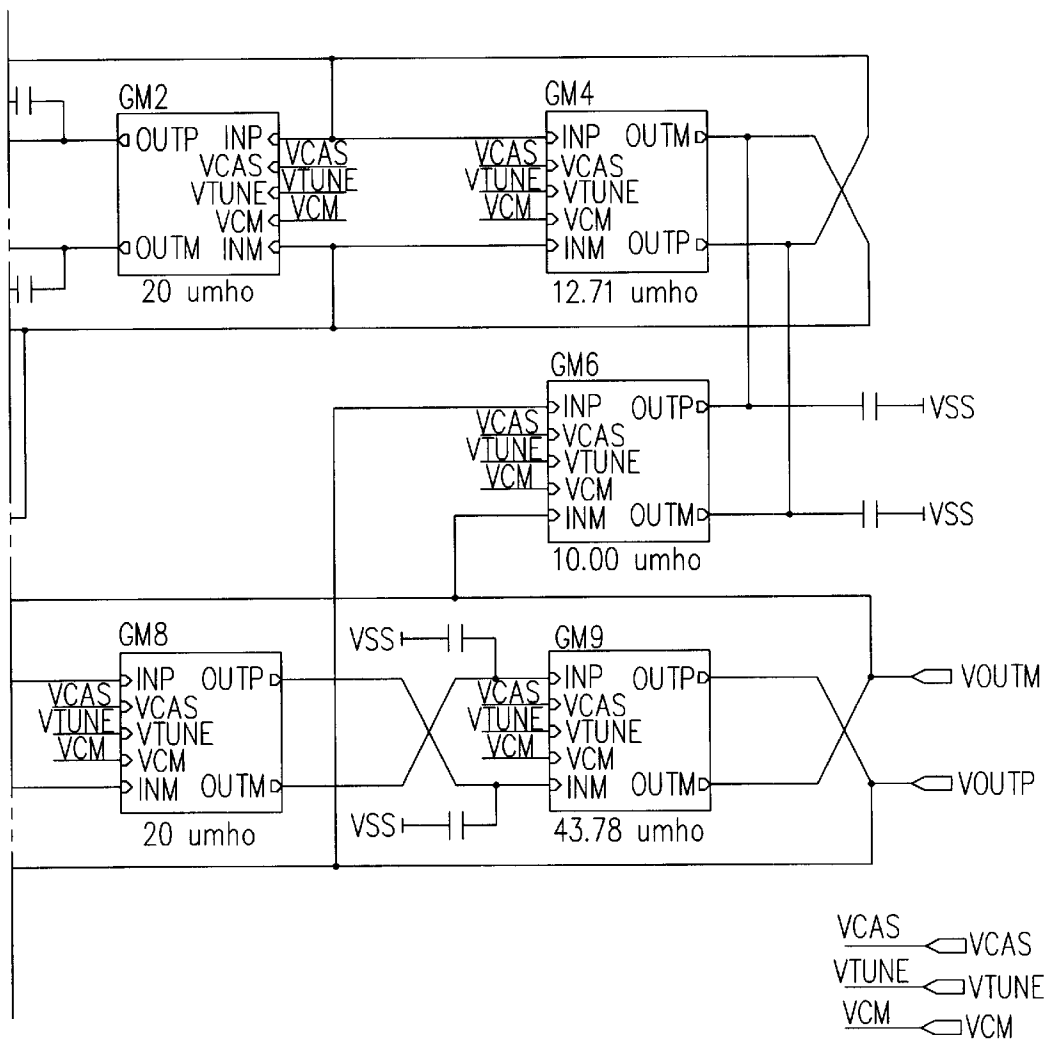 GM2
OUTP INP
VCAS VCAS
VTUNE VTUNE
VCM VCM
OUTM INM
20 umho
GM4
INP OUTM
VCAS VCAS
VTUNE VTUNE
VCM VCM
INM OUTP
12.71 umho
GM6
INP OUTP
VCAS VCAS
VTUNE VTUNE
VCM VCM
INM OUTM
10.00 umho
VSS
VSS
GM8
INP OUTP
VCAS VCAS
VTUNE VTUNE
VCM VCM
INM OUTM
20 umho
VSS
VSS
GM9
INP OUTP
VCAS VCAS
VTUNE VTUNE
VCM VCM
INM OUTM
43.78 umho
VOUTM
VOUTP
VCAS VCAS
VTUNE VTUNE
VCM VCM